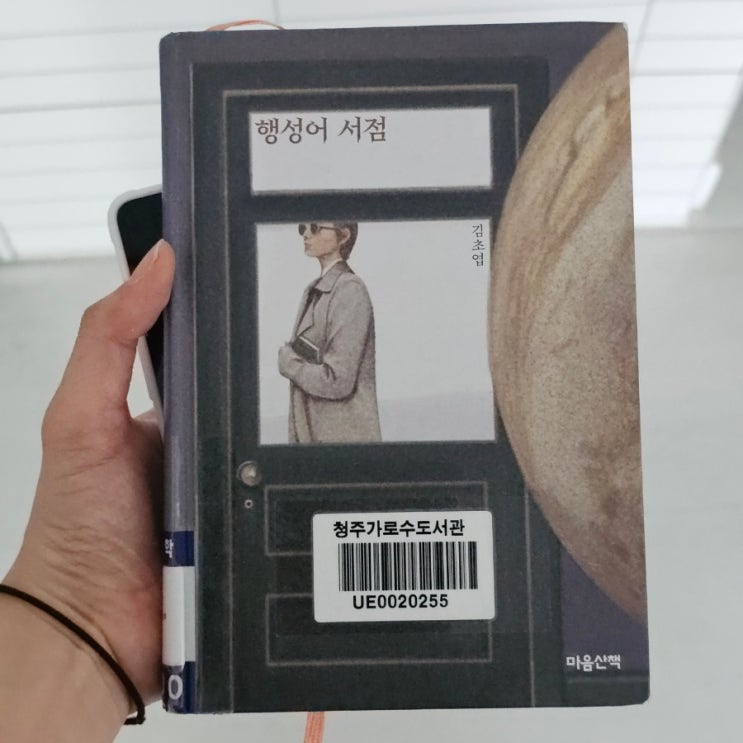 행성어 서점
김초엽
청주가로수도서관
UE0020255
마음산책
학